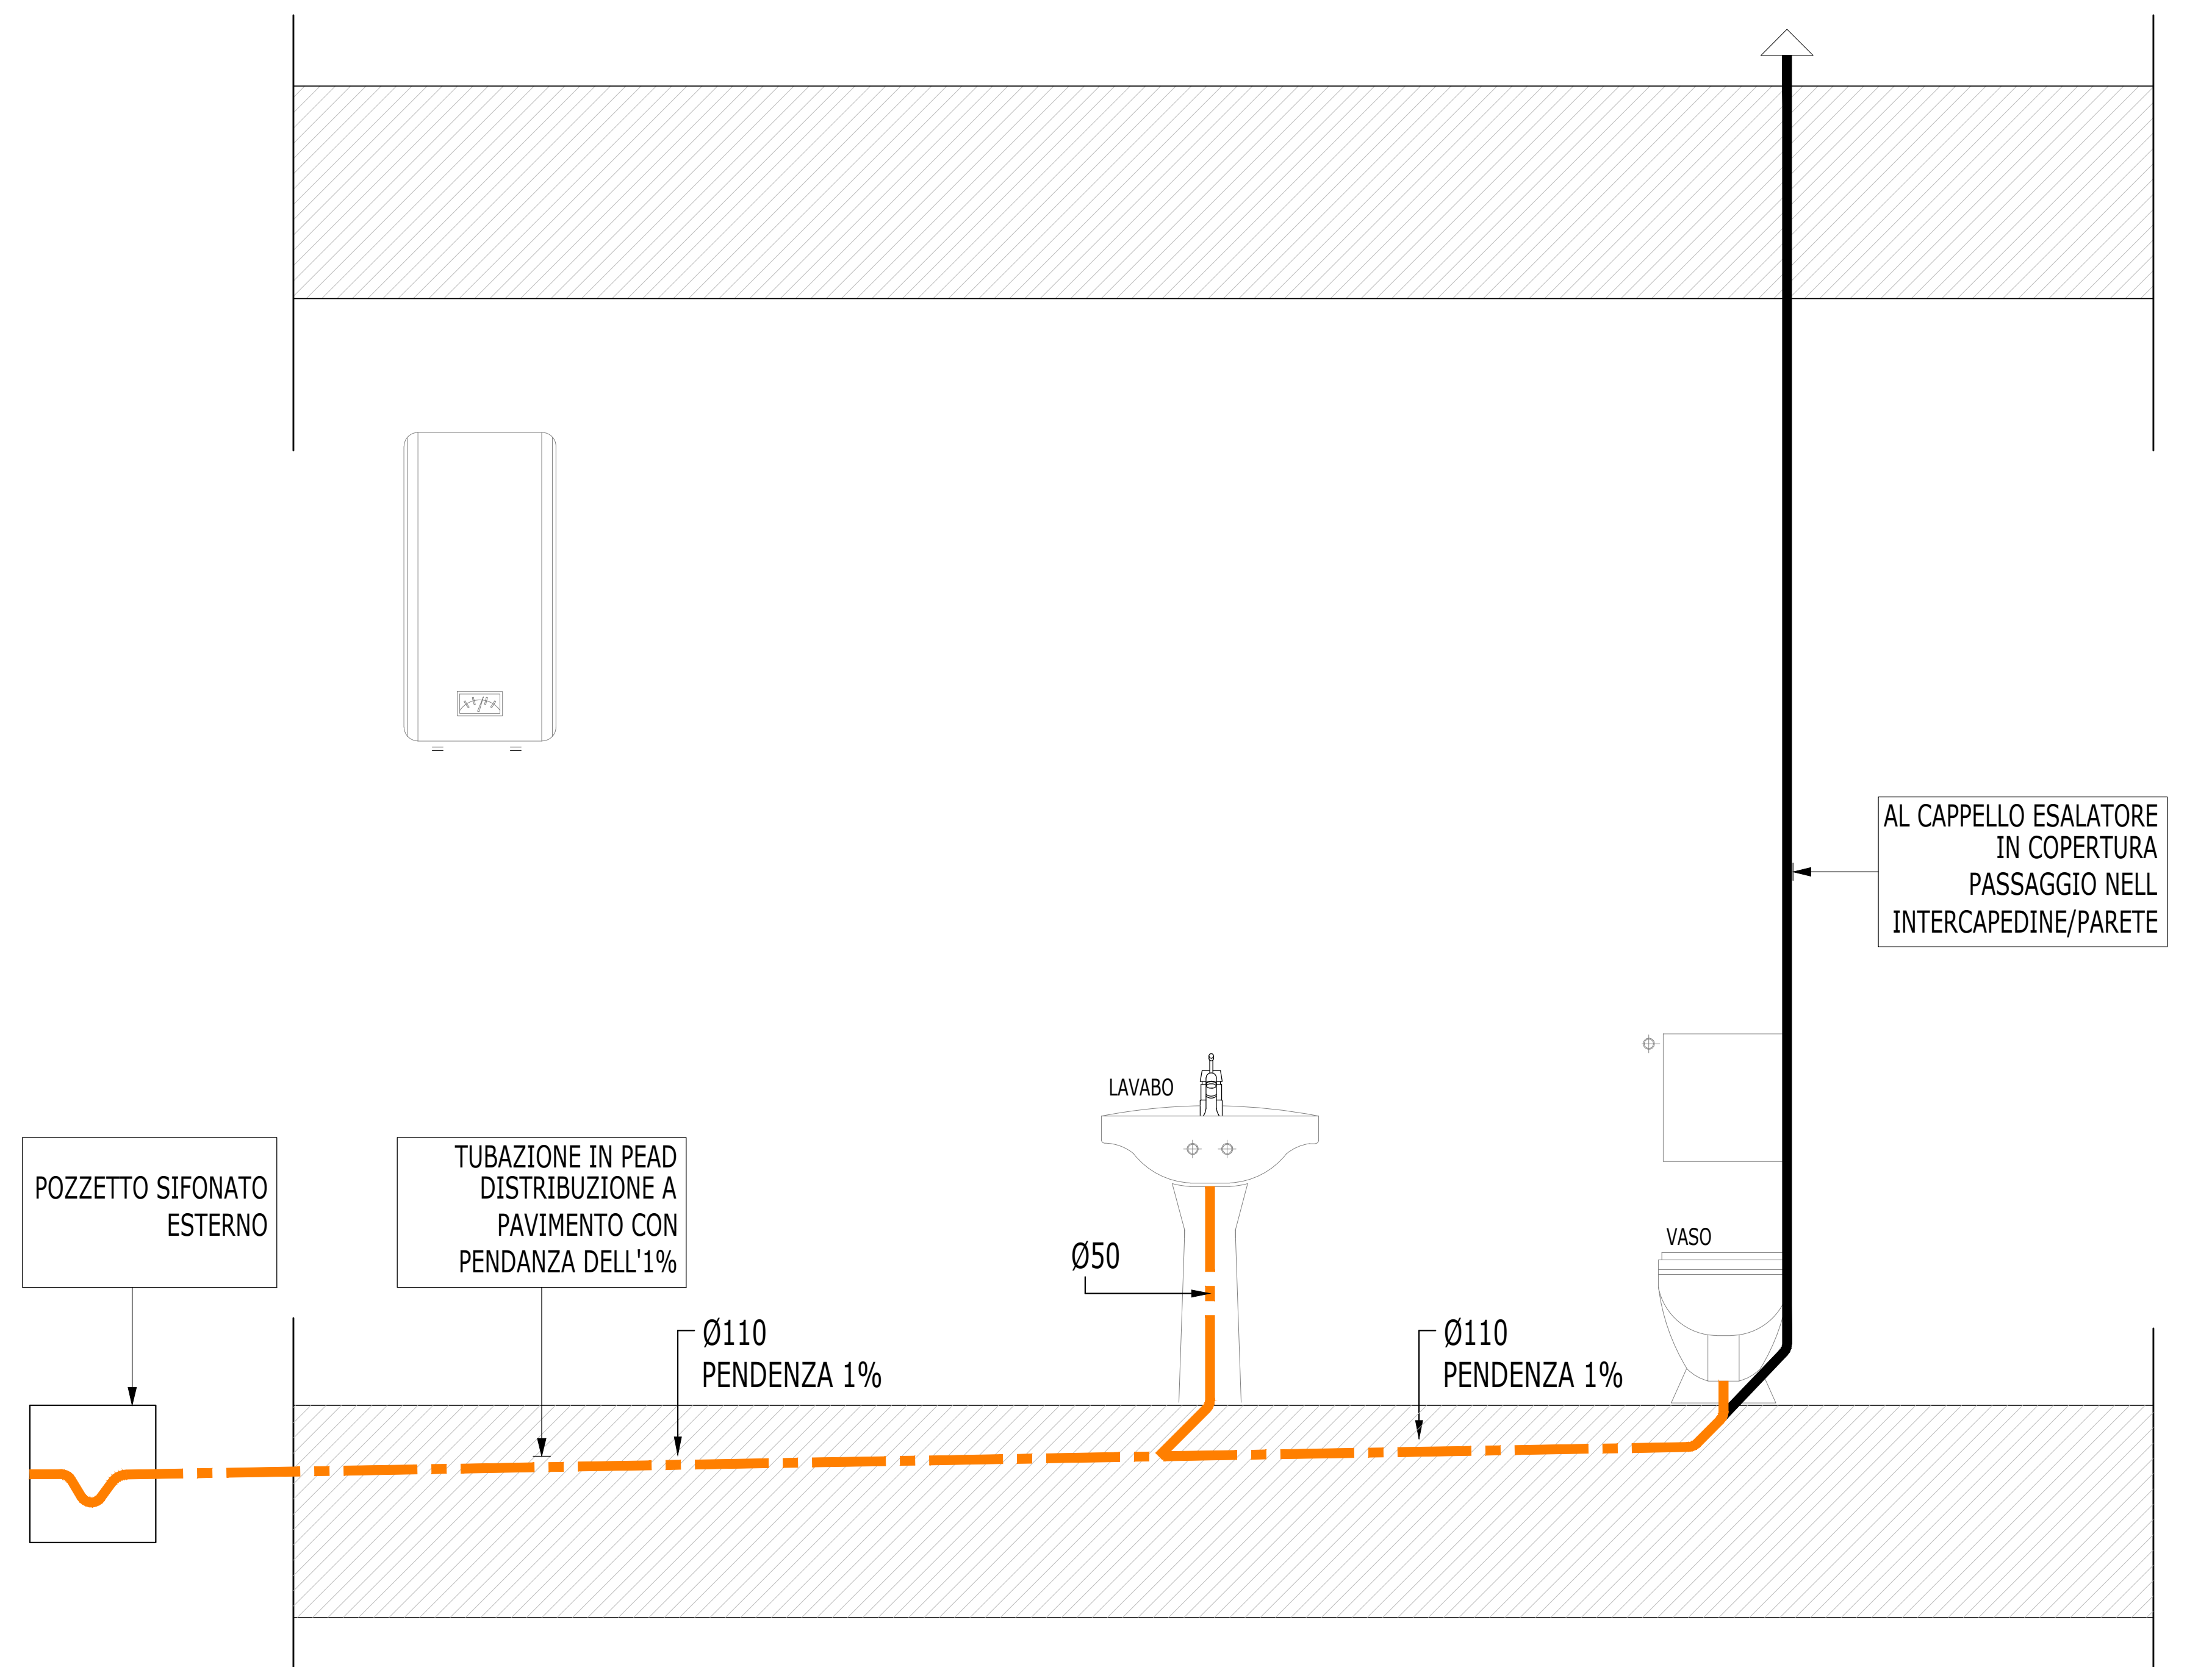 AL CAPPELLO ESALATORE
IN COPERTURA
PASSAGGIO NELL
INTERCAPEDINE/PARETE
LAVABO
POZZETTO SIFONATO
ESTERNO
TUBAZIONE IN PEAD
DISTRIBUZIONE A
PAVIMENTO CON
PENDANZA DELL'1%
VASO
Ø50
Ø110
PENDENZA 1%
Ø110
PENDENZA 1%